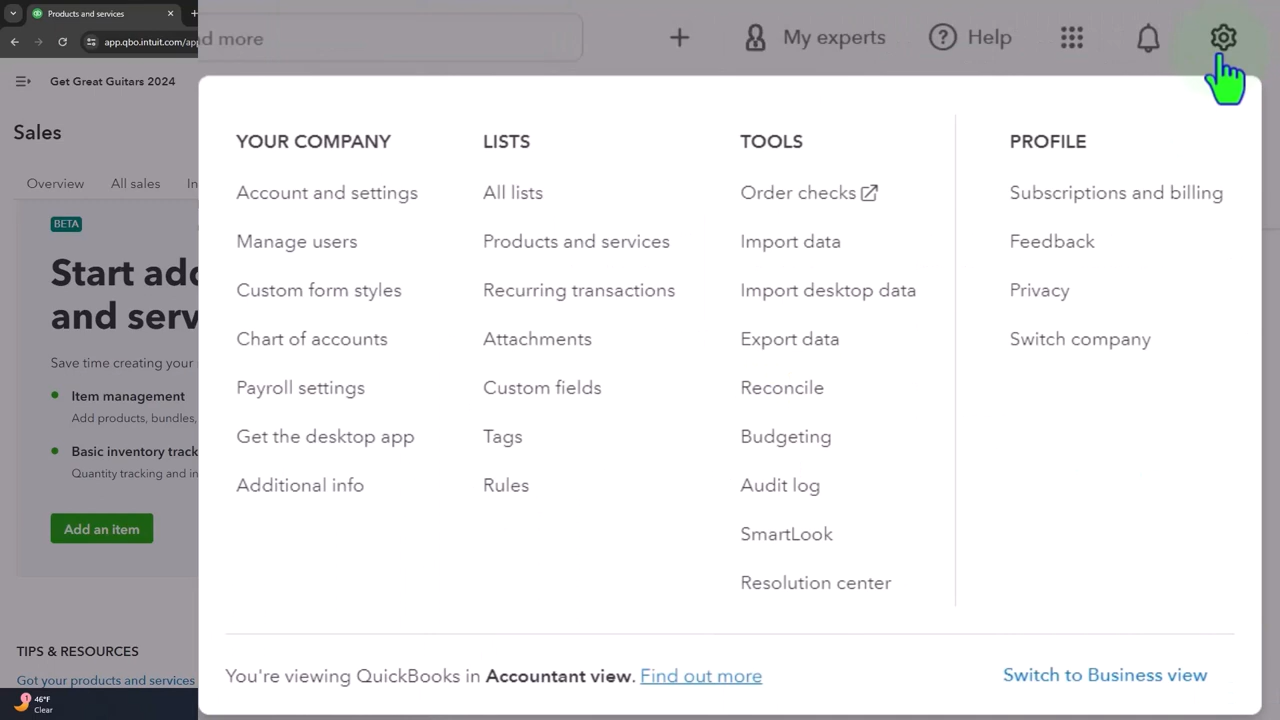 Products and services
app.qbo.intuit.com/app
d more
My experts
Help
Get Great Guitars 2024
Sales
Overview
All sales
In
BETA
Start add
and serv
Save time creating your
Item management
Add products, bundles,
Basic inventory track
Quantity tracking and in
Add an item
TIPS & RESOURCES
Got your products and services
46°F
Clear
YOUR COMPANY
Account and settings
Manage users
Custom form styles
Chart of accounts
Payroll settings
Get the desktop app
Additional info
LISTS
All lists
Products and services
Recurring transactions
Attachments
Custom fields
Tags
Rules
TOOLS
Order checks
Import data
Import desktop data
Export data
Reconcile
Budgeting
Audit log
SmartLook
Resolution center
PROFILE
Subscriptions and billing
Feedback
Privacy
Switch company
You're viewing QuickBooks in Accountant view. Find out more
Switch to Business view